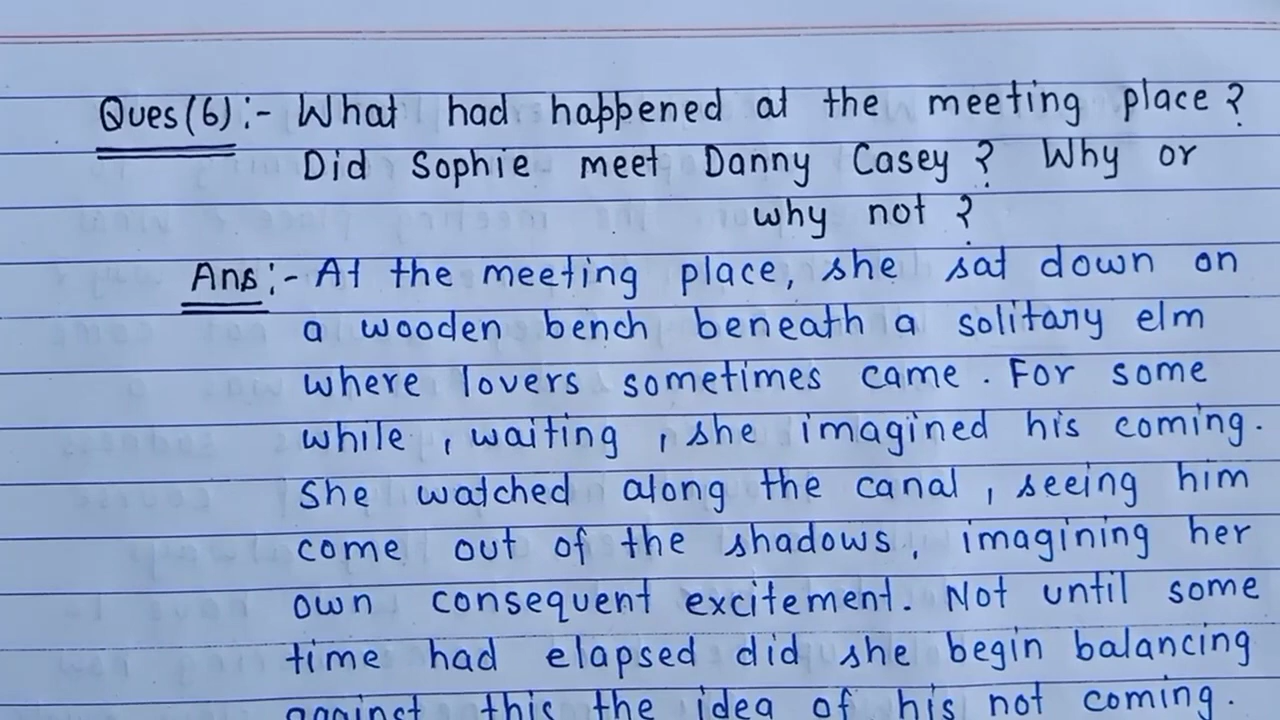 Ques(6):- What had happened at the meeting place?
Did Sophie meet Danny Casey? Why or
why not?
Ans:- At the meeting place, she sat down on
a wooden bench beneath a solitary elm
where lovers sometimes came. For some
while, waiting, she imagined his coming.
She watched along the canal, seeing him
come out of the shadows, imagining her
own consequent excitement. Not until some
time had elapsed did she begin balancing
against this the idea of his not coming.